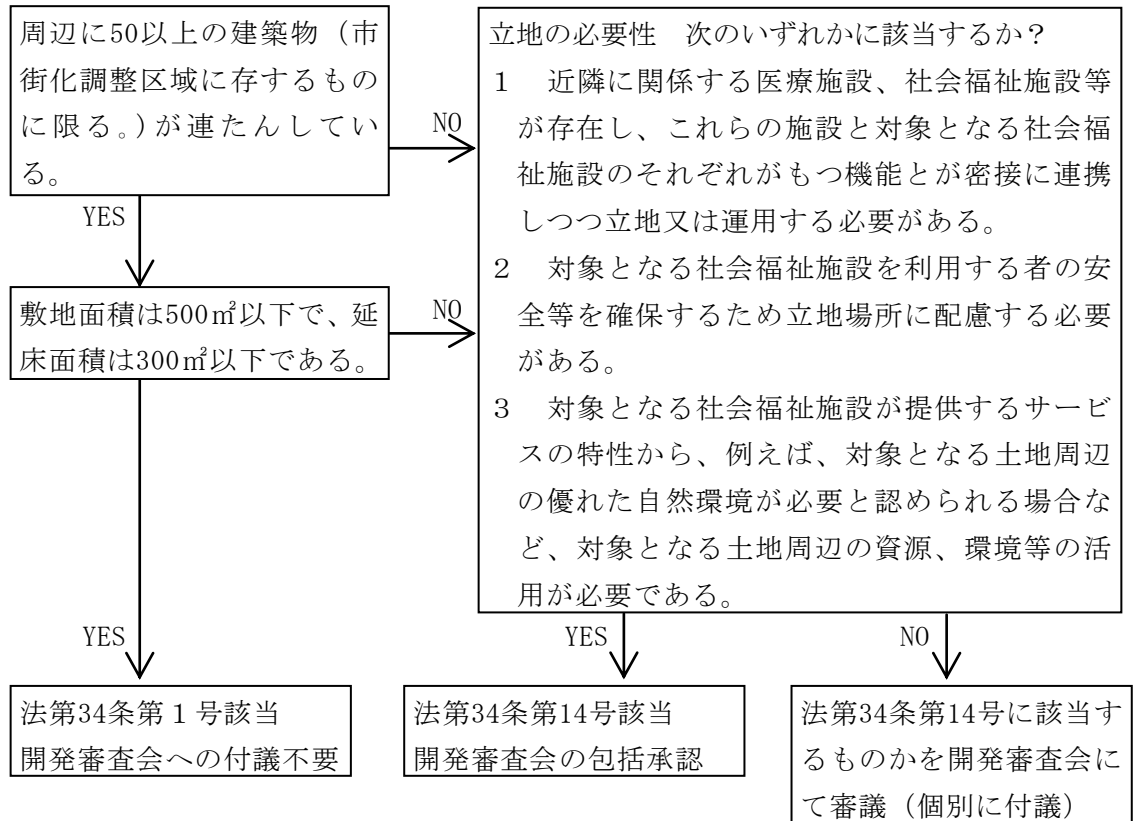 周辺に50以上の建築物（市
街化調整区域に存するもの
に限る。)が連たんしてい
る。
NO
YES
敷地面積は500㎡以下で、延
床面積は300㎡以下である。
NO
立地の必要性　次のいずれかに該当するか？
１　近隣に関係する医療施設、社会福祉施設等
が存在し、これらの施設と対象となる社会福
祉施設のそれぞれがもつ機能とが密接に連携
しつつ立地又は運用する必要がある。
２　対象となる社会福祉施設を利用する者の安
全等を確保するため立地場所に配慮する必要
がある。
３　対象となる社会福祉施設が提供するサービ
スの特性から、例えば、対象となる土地周辺
の優れた自然環境が必要と認められる場合な
ど、対象となる土地周辺の資源、環境等の活
用が必要である。
YES
YES
NO
法第34条第１号該当
開発審査会への付議不要
法第34条第14号該当
開発審査会の包括承認
法第34条第14号に該当す
るものかを開発審査会に
て審議（個別に付議）